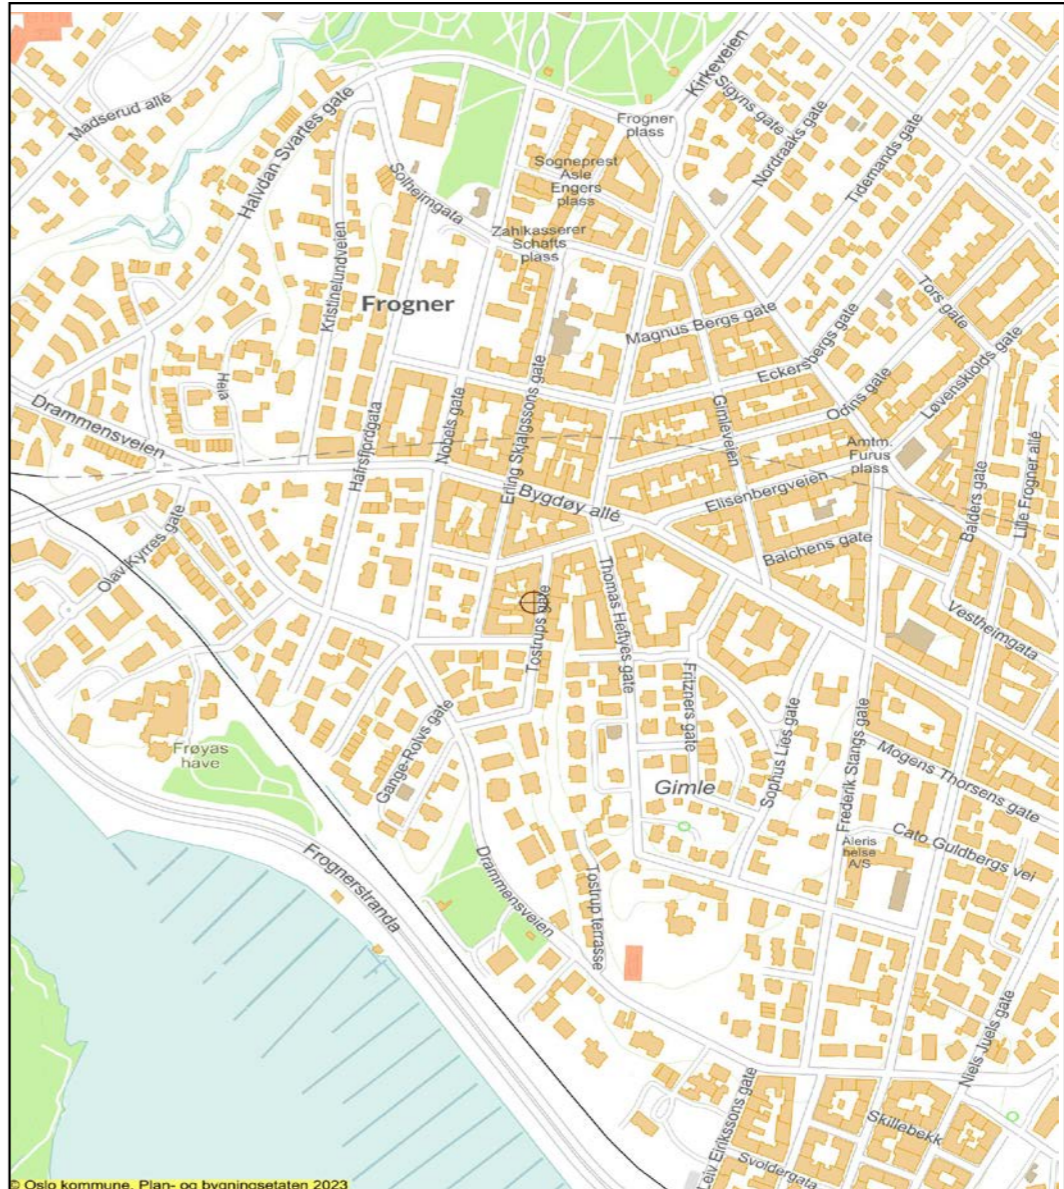 Kirkeveien
Madserud allé
Sigyns gate
Frogner
plass
Halvdan Svartes gate
Nordraaks gate
Tidemands gate
Sogneprest
Asle
Engers
plass
Solheimgata
Zahlkasserer
Schafts
plass
Kristinelundveien
Frogner
Tors gate
Magnus Bergs gate
Eckersbergs gate
Løvenskiolds gate
Heia
Odins gate
Drammensveien
Nobels gate
Erling Skjalgssons gate
Gimleveien
Hafrsfjordgata
Amtm.
Furus
plass
Bygdøy allé
Elisenbergveien
Balders gate
Lille Frogner allé
Olav Kyrres gate
Balchens gate
Thomas Heftyes gate
Tostrups gate
Vestheimgata
Fritzners gate
Gange-Rolvs gate
Frøyas
have
Sophus Lies gate
Frederik Stangs gate
Mogens Thorsens gate
Gimle
Cato Guldbergs vei
Aleris
helse
A/S
Frognerstranda
Drammensveien
Tostrup terrasse
Niels Juels gate
Leiv Eirikssons gate
Skillebekk
Svoldergata
© Oslo kommune, Plan- og bygningsetaten 2023